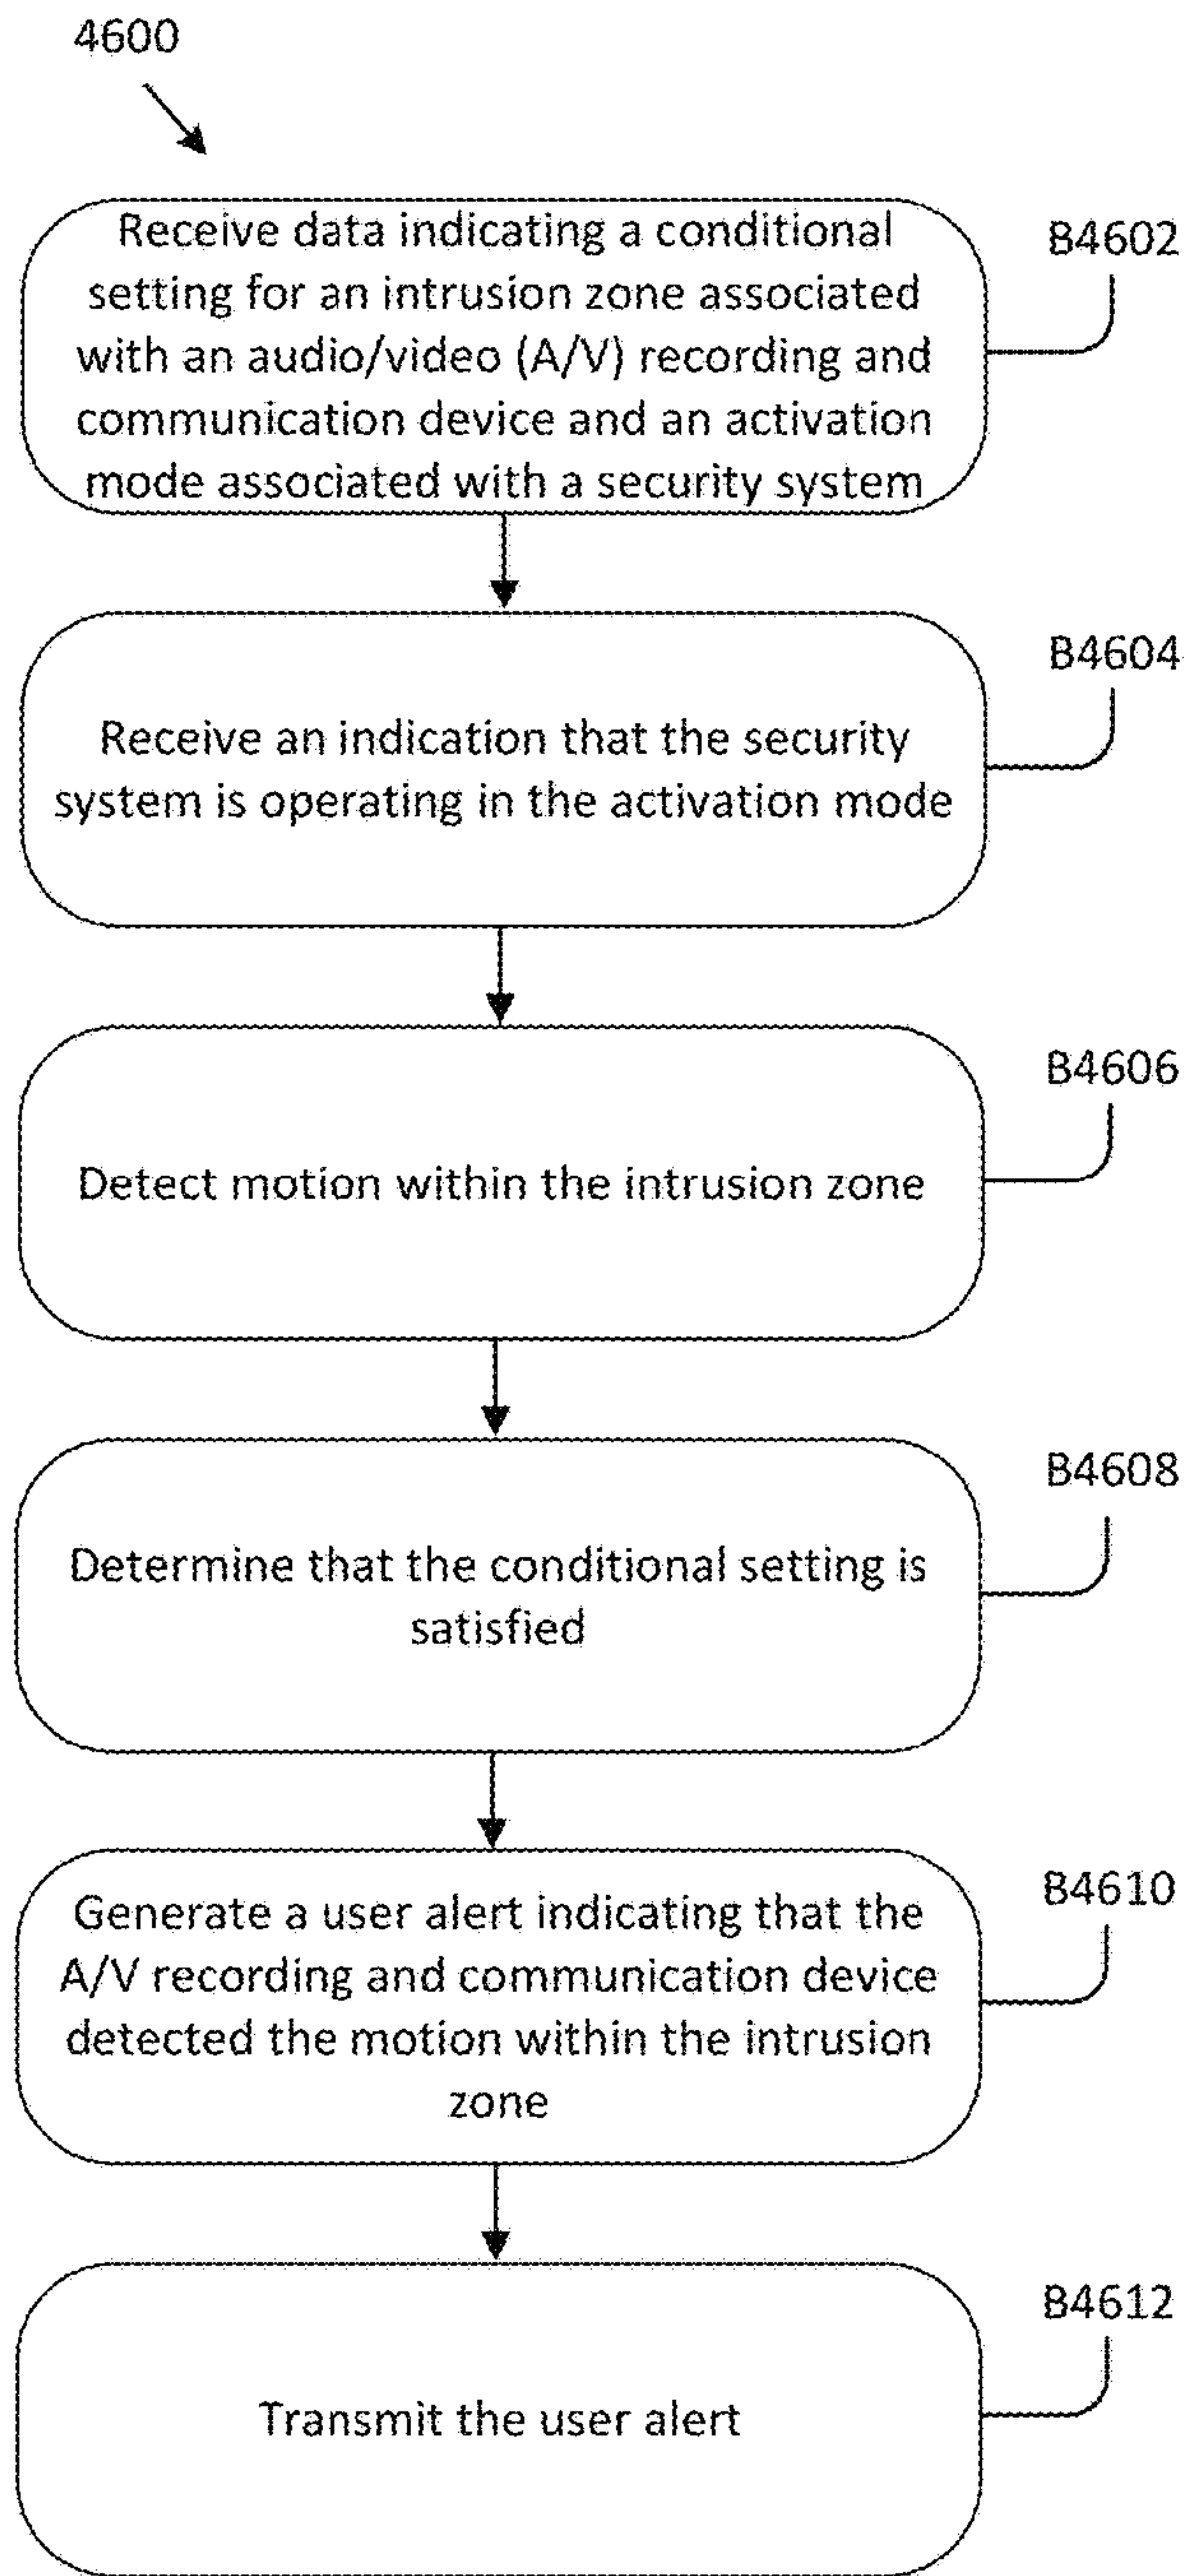 4600
Receive data indicating a conditional
setting for an intrusion zone associated
with an audio/video (A/V) recording and
communication device and an activation
mode associated with a security system
B4602
Receive an indication that the security
system is operating in the activation mode
B4604
Detect motion within the intrusion zone
B4606
Determine that the conditional setting is
satisfied
B4608
Generate a user alert indicating that the
A/V recording and communication device
detected the motion within the intrusion
zone
B4610
Transmit the user alert
B4612